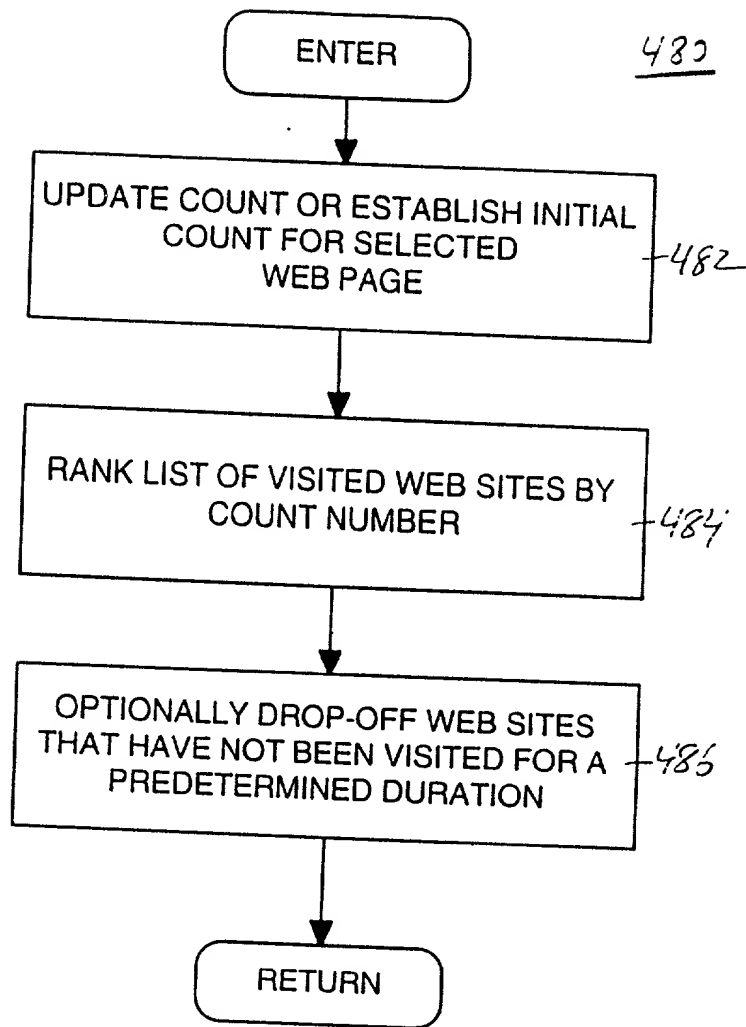 ENTER
480
UPDATE COUNT OR ESTABLISH INITIAL
COUNT FOR SELECTED
WEB PAGE
482
RANK LIST OF VISITED WEB SITES BY
COUNT NUMBER
484
OPTIONALLY DROP-OFF WEB SITES
THAT HAVE NOT BEEN VISITED FOR A
PREDETERMINED DURATION
486
RETURN